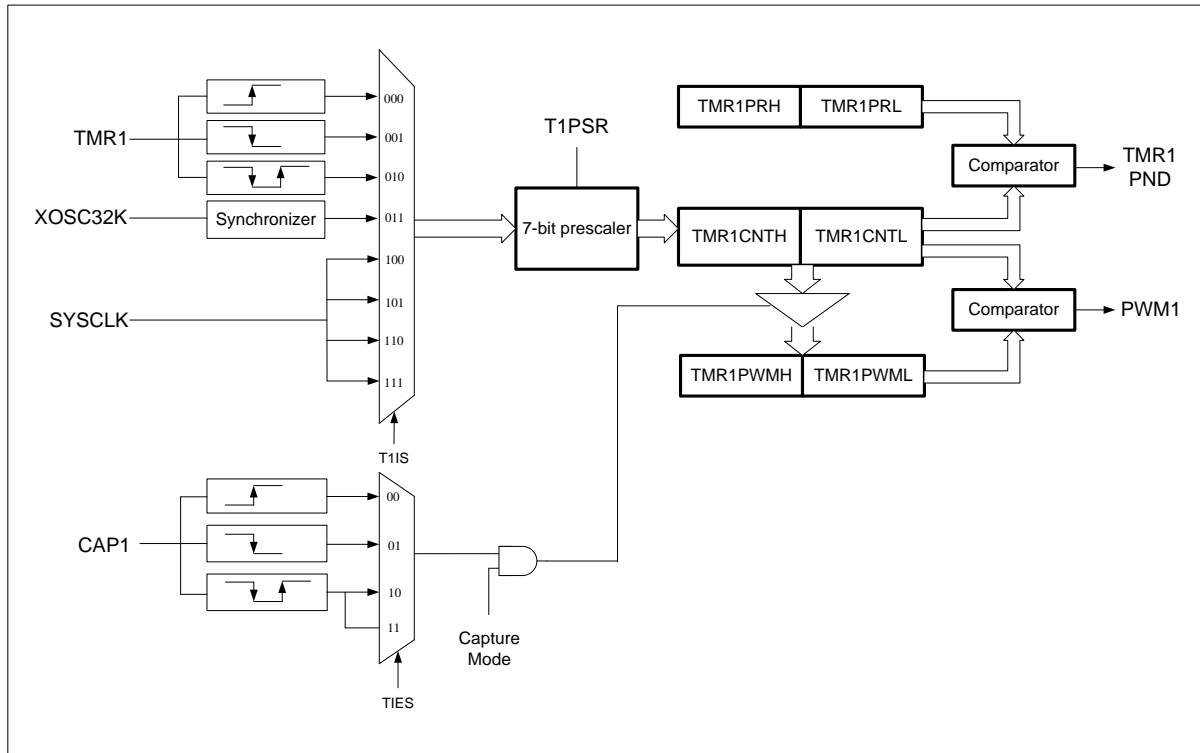 TMR1
XOSC32K
SYSCLK
Synchronizer
000
001
010
011
100
101
110
111
T1IS
T1PSR
7-bit prescaler
TMR1PRH
TMR1PRL
TMR1CNTH
TMR1CNTL
TMR1PWMH
TMR1PWML
Comparator
TMR1
PND
Comparator
PWM1
CAP1
00
01
10
11
TIES
Capture
Mode